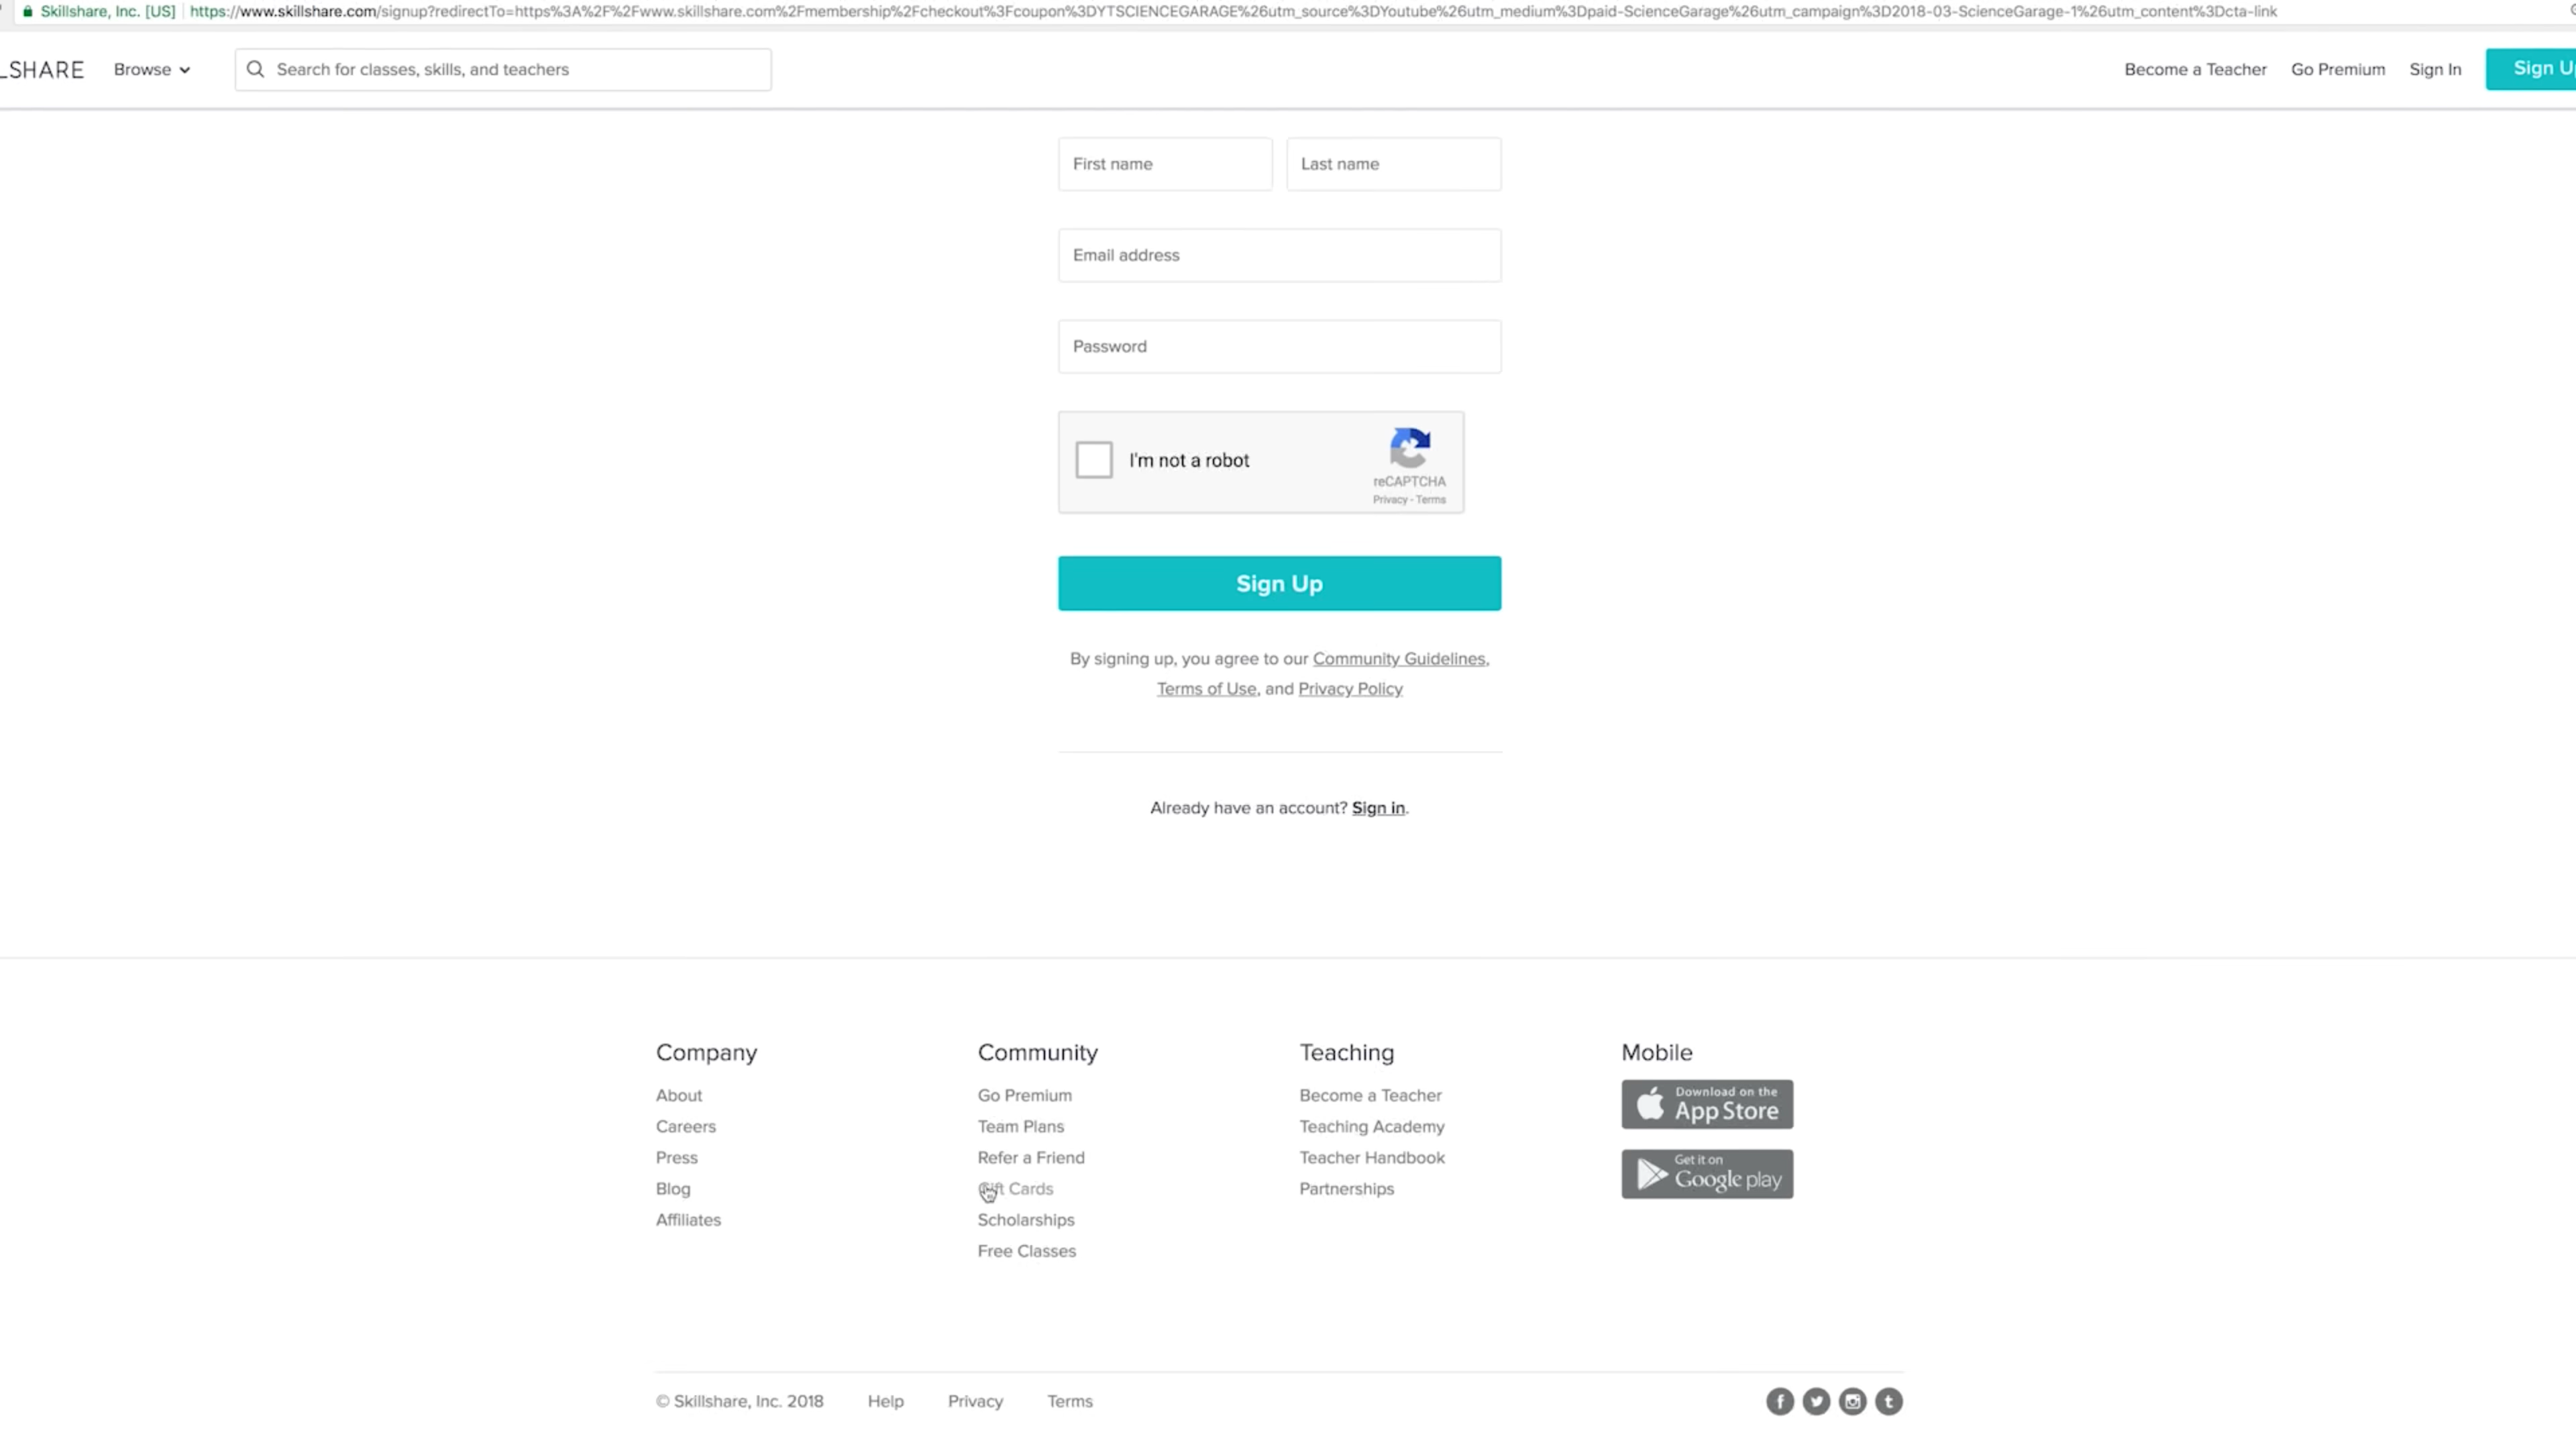 Skillshare, Inc. [US] https://www.skillshare.com/signup?redirectTo=https%3A%2F%2Fwww.skillshare.com%2Fmembership%2Fcheckout%3Fcoupon%3DYTSCIENCEGARAGE%26utm_source%3DYoutube%26utm_medium%3Dpaid-ScienceGarage%26utm_campaign%3D2018-03-ScienceGarage-1%26utm_content%3Dcta-link
LSHARE Browse Search for classes, skills, and teachers Become a Teacher Go Premium Sign In Sign Up
First name Last name
Email address
Password
I'm not a robot
reCAPTCHA
Privacy - Terms
Sign Up
By signing up, you agree to our Community Guidelines,
Terms of Use, and Privacy Policy
Already have an account? Sign in.
Company
About
Careers
Press
Blog
Affiliates
Community
Go Premium
Team Plans
Refer a Friend
Gift Cards
Scholarships
Free Classes
Teaching
Become a Teacher
Teaching Academy
Teacher Handbook
Partnerships
Mobile
Download on the
App Store
Get it on
Google play
© Skillshare, Inc. 2018 Help Privacy Terms